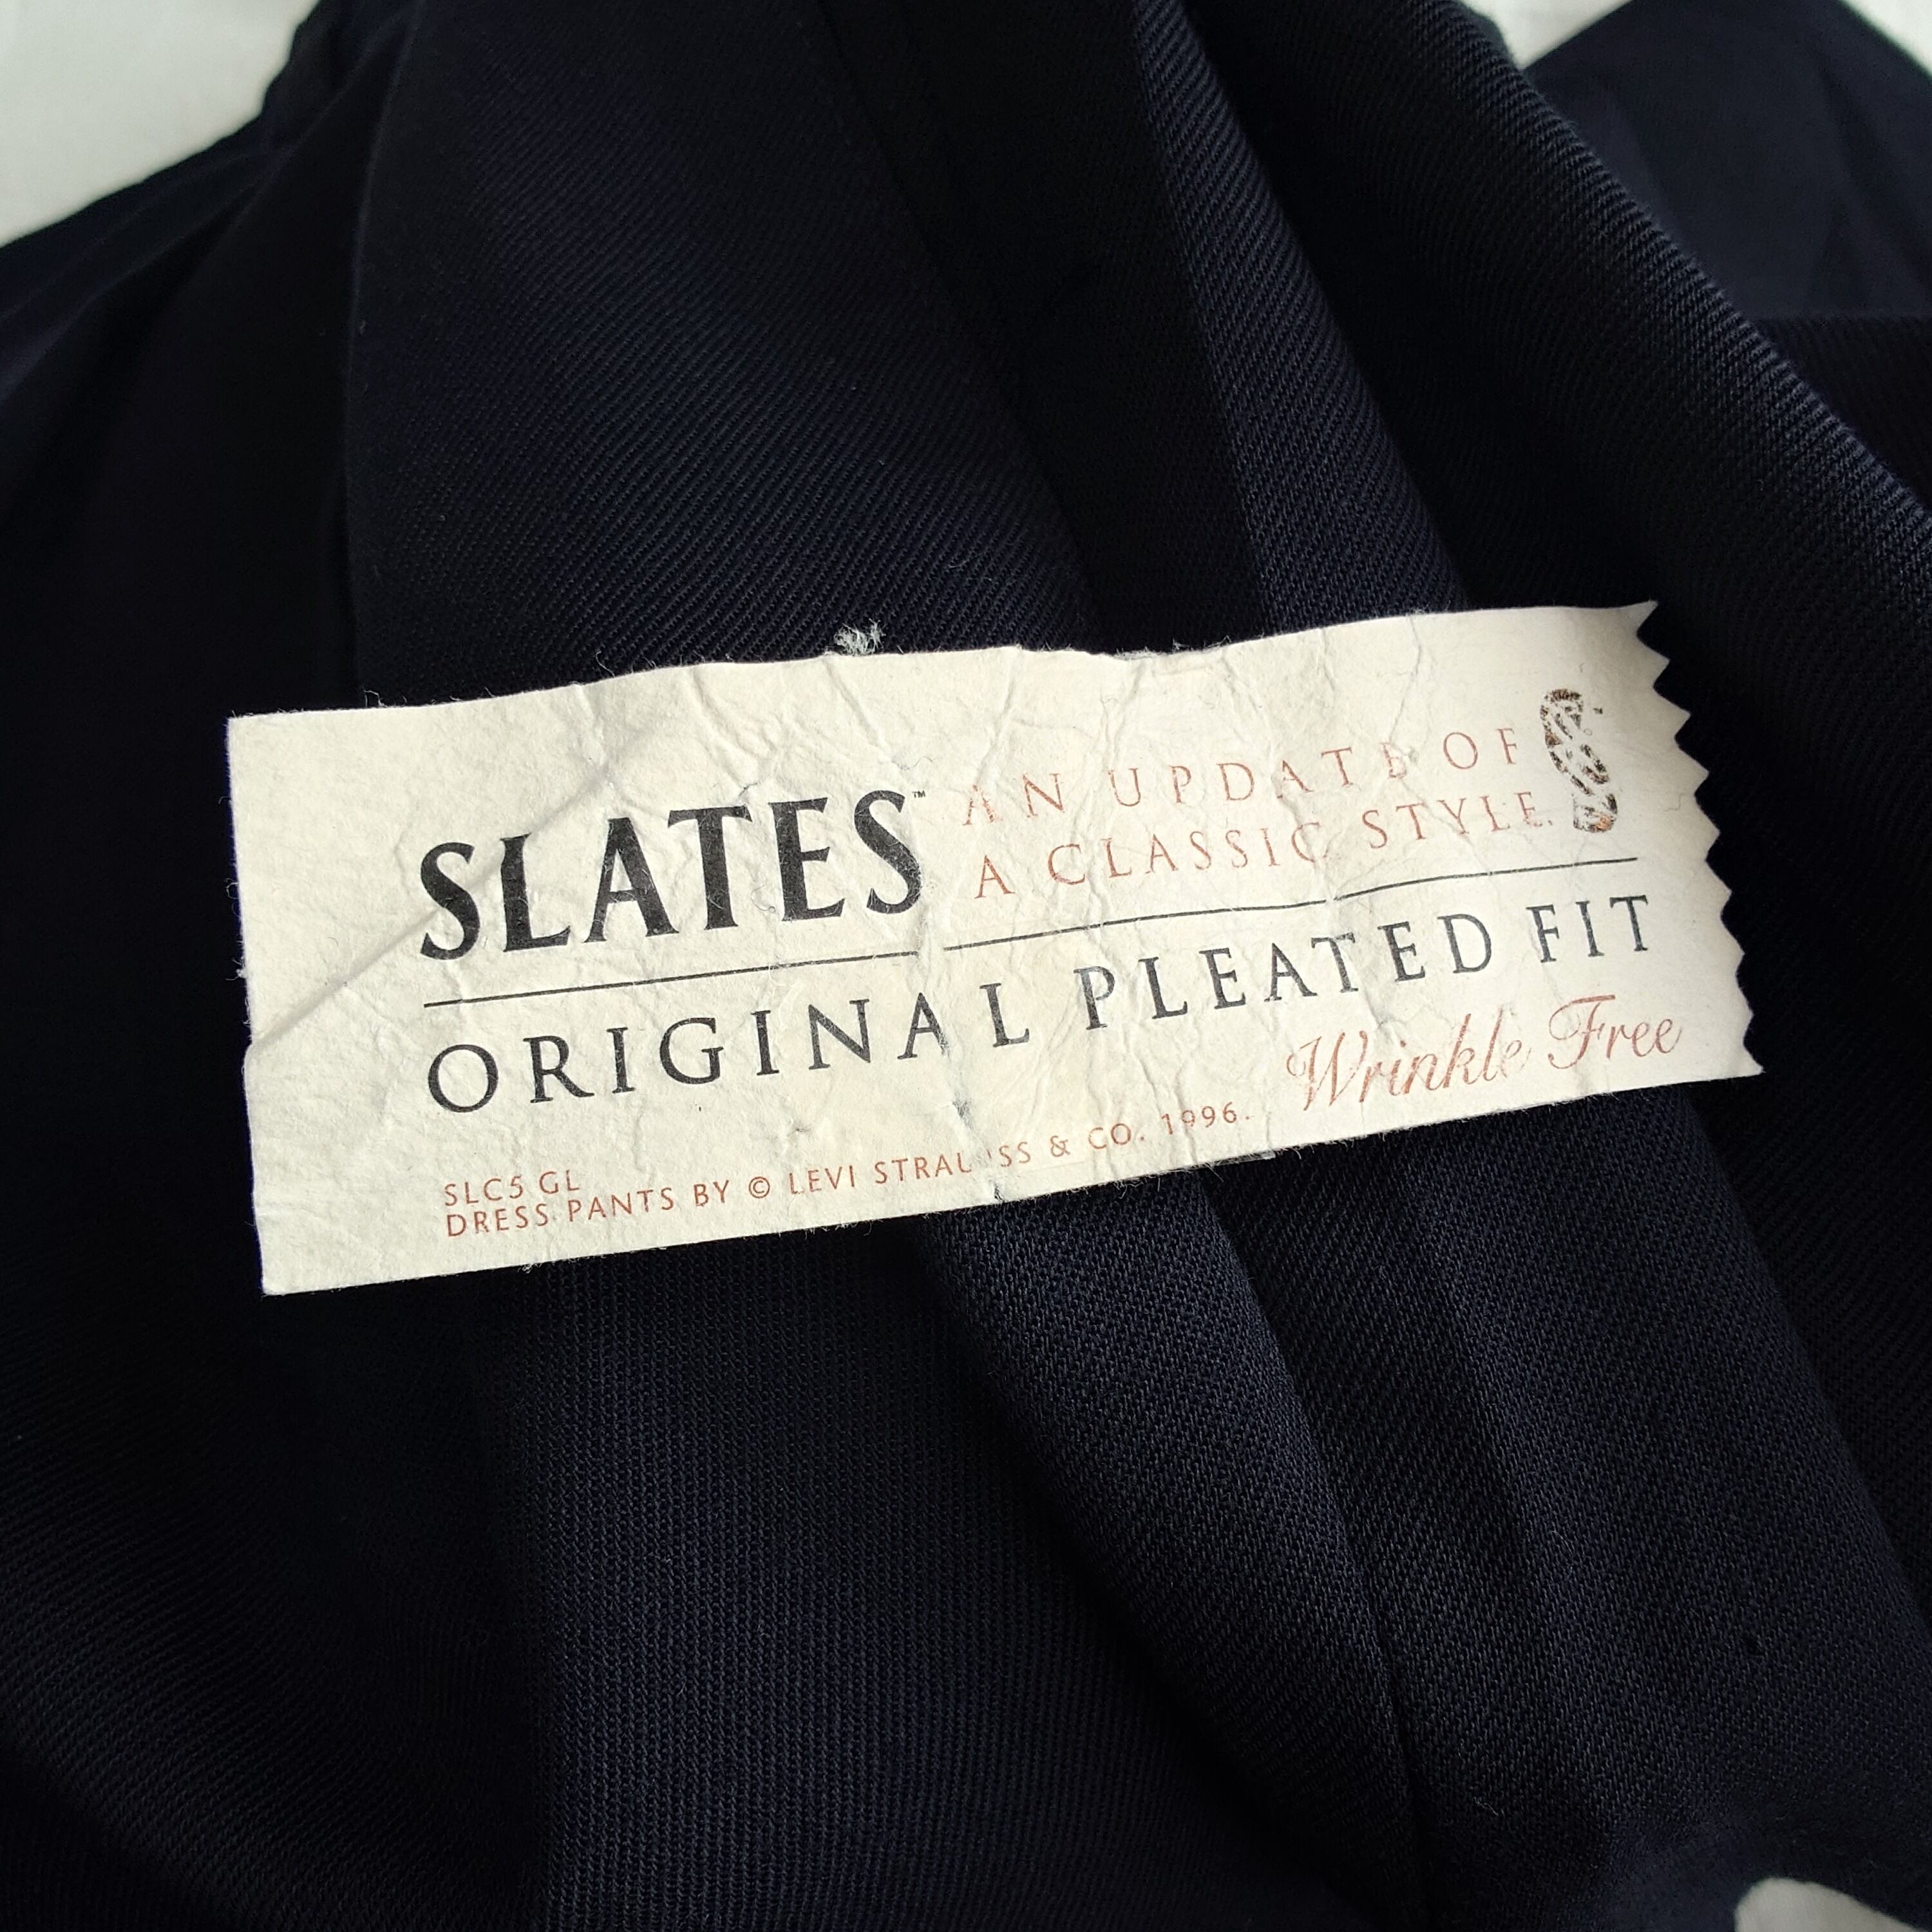 SLATES™ AN UPDATE OF
A CLASSIC STYLE.
ORIGINAL PLEATED FIT
Wrinkle Free
SLC5 GL
DRESS PANTS BY © LEVI STRAUSS & CO. 1996.